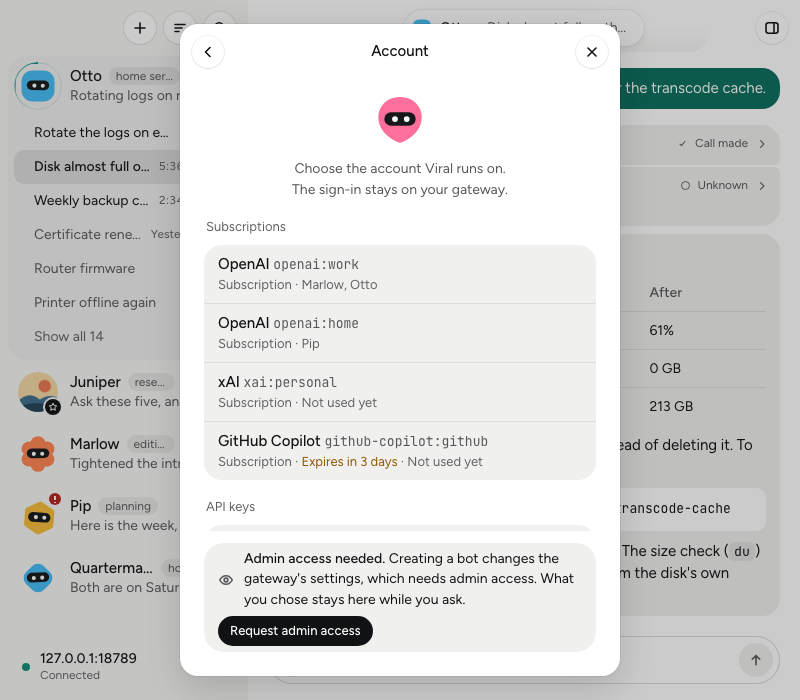 Account
Choose the account Viral runs on.
The sign-in stays on your gateway.
Subscriptions
OpenAI openai:work
Subscription · Marlow, Otto
OpenAI openai:home
Subscription · Pip
xAI xai:personal
Subscription · Not used yet
GitHub Copilot github-copilot:github
Subscription · Expires in 3 days · Not used yet
API keys
Admin access needed. Creating a bot changes the
gateway's settings, which needs admin access. What
you chose stays here while you ask.
Request admin access
Otto home ser...
Rotating logs on
Rotate the logs on e...
Disk almost full o... 5:36
Weekly backup c... 2:34
Certificate rene... Yeste
Router firmware
Printer offline again
Show all 14
Juniper rese...
Ask these five, an
Marlow editi...
Tightened the int
Pip planning
Here is the week,
Quarterma... ho
Both are on Satur
127.0.0.1:18789
Connected
the transcode cache.
Call made
Unknown
After
61%
0 GB
213 GB
ead of deleting it. To
transcode-cache
The size check (du)
m the disk's own